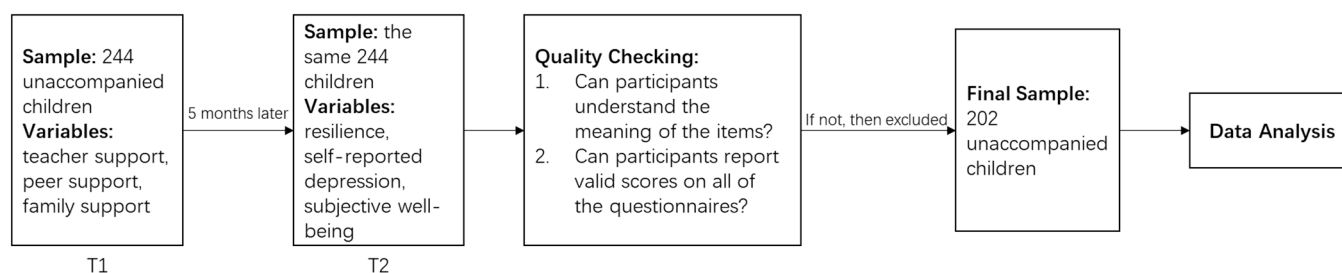 Sample: 244
unaccompanied
children
Variables:
teacher support,
peer support,
family support
T1
5 months later
Sample: the
same 244
children
Variables:
resilience,
self-reported
depression,
subjective well-
being
T2
Quality Checking:
1. Can participants
understand the
meaning of the items?
2. Can participants report
valid scores on all of
the questionnaires?
If not, then excluded
Final Sample:
202
unaccompanied
children
Data Analysis